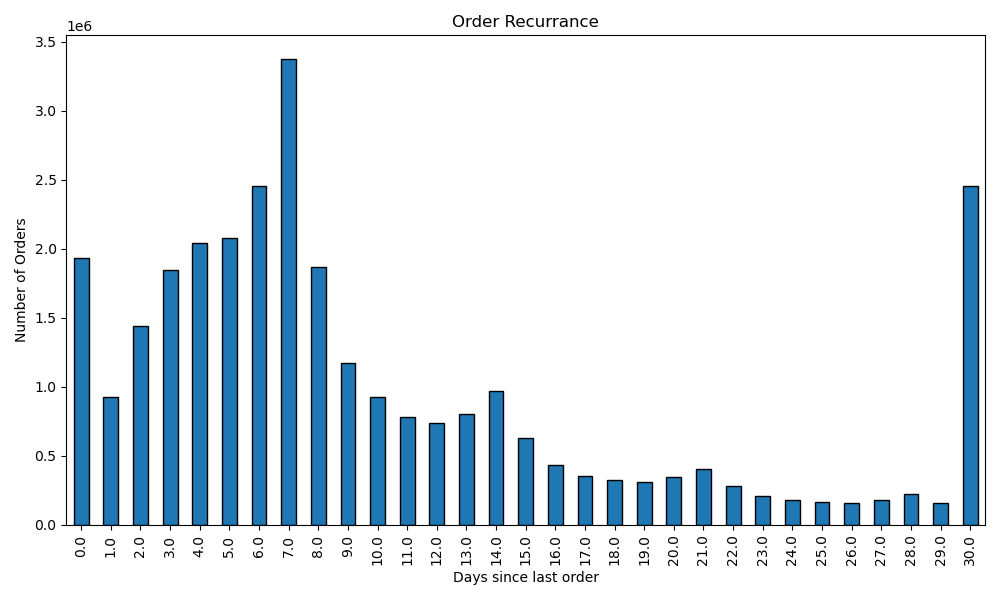 Order Recurrance
1e6
3.5
3.0
2.5
2.0
1.5
1.0
0.5
0.0
Number of Orders
0.0 1.0 2.0 3.0 4.0 5.0 6.0 7.0 8.0 9.0 10.0 11.0 12.0 13.0 14.0 15.0 16.0 17.0 18.0 19.0 20.0 21.0 22.0 23.0 24.0 25.0 26.0 27.0 28.0 29.0 30.0
Days since last order